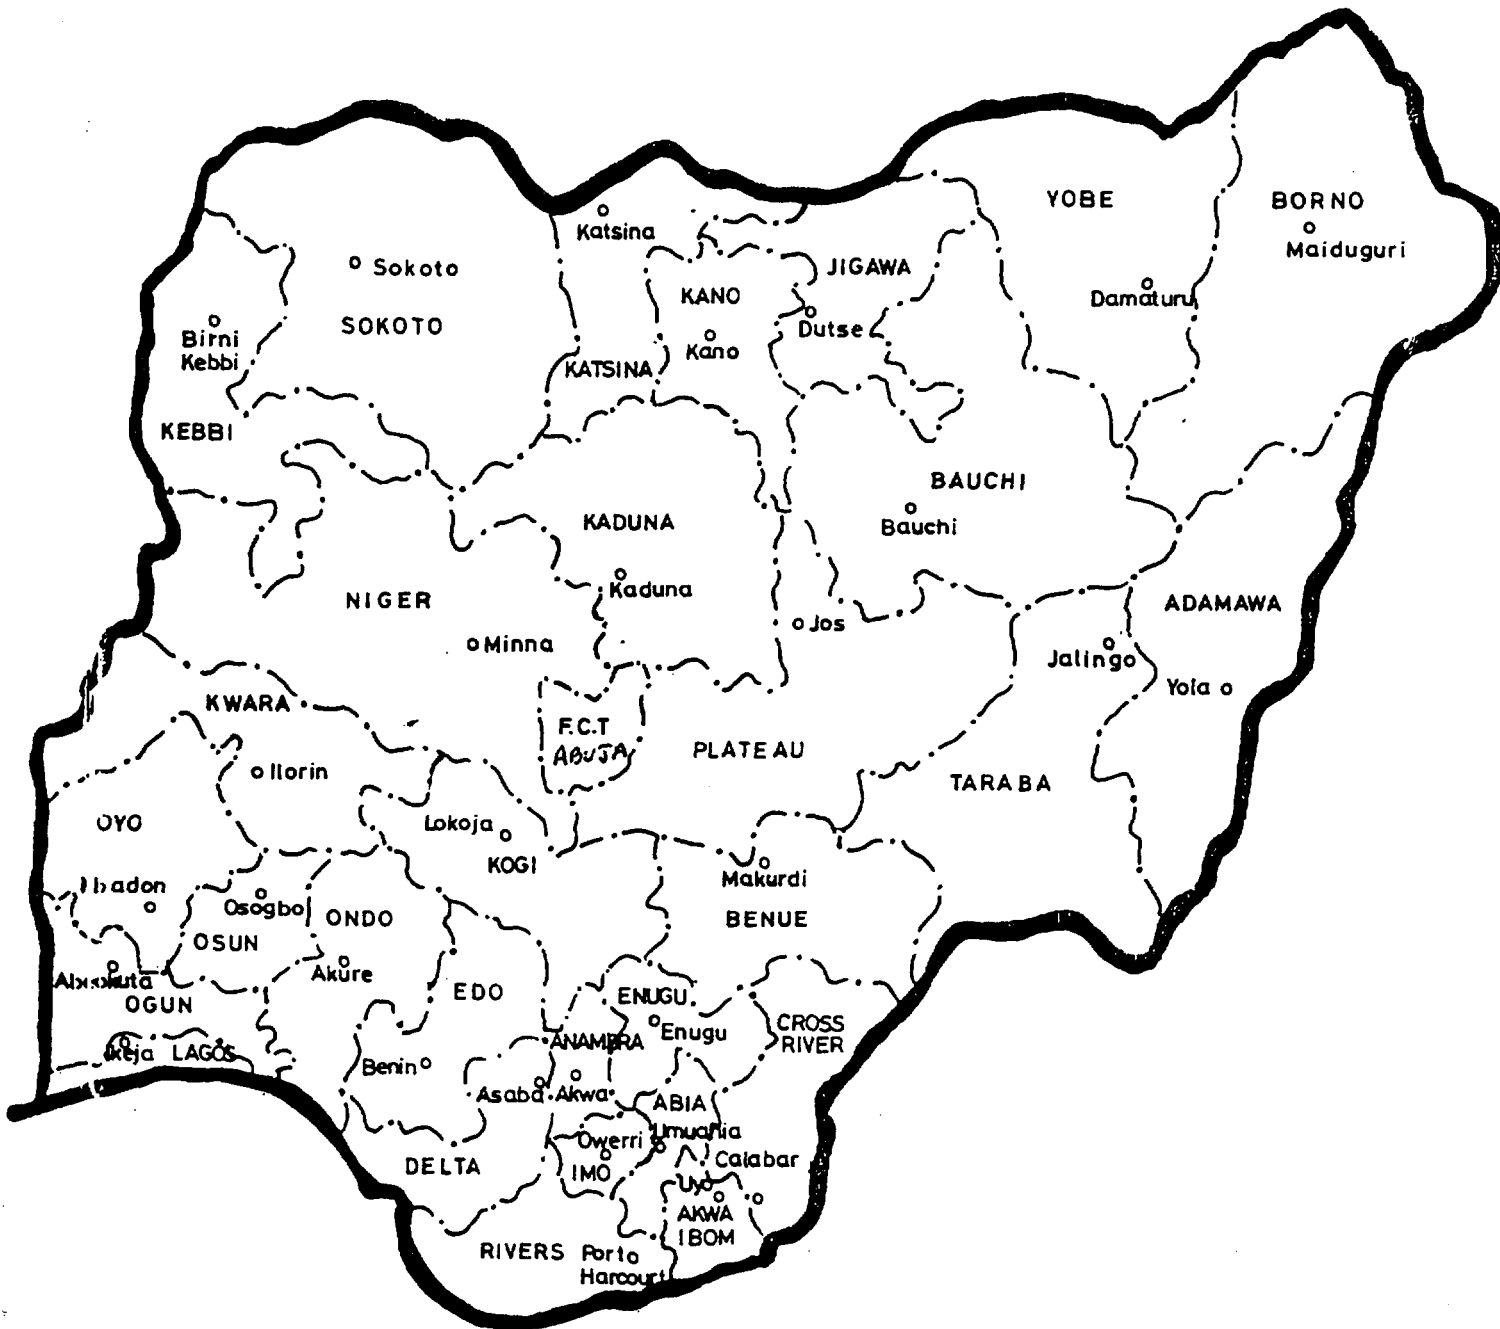 YOBE
BORNO
Maiduguri
Katsina
Sokoto
JIGAWA
KANO
Damaturu
SOKOTO
Birni
Kebbi
Dutse
Kano
KATSINA
KEBBI
BAUCHI
Bauchi
KADUNA
Kaduna
NIGER
ADAMAWA
Jos
Minna
Jalingo
Yola
KWARA
F.C.T
ABUJA
PLATEAU
Ilorin
TARABA
OYO
Lokoja
KOGI
Makurdi
Ibadon
Osogbo
ONDO
BENUE
OSUN
Akure
Abeokuta
OGUN
EDO
ENUGU
Enugu
CROSS
RIVER
ANAMBRA
Ikeja LAGOS
Benin
Asaba
Akwa
ABIA
Umuahia
Owerri
IMO
Calabar
DELTA
Uyo
AKWA
IBOM
RIVERS
Port
Harcourt